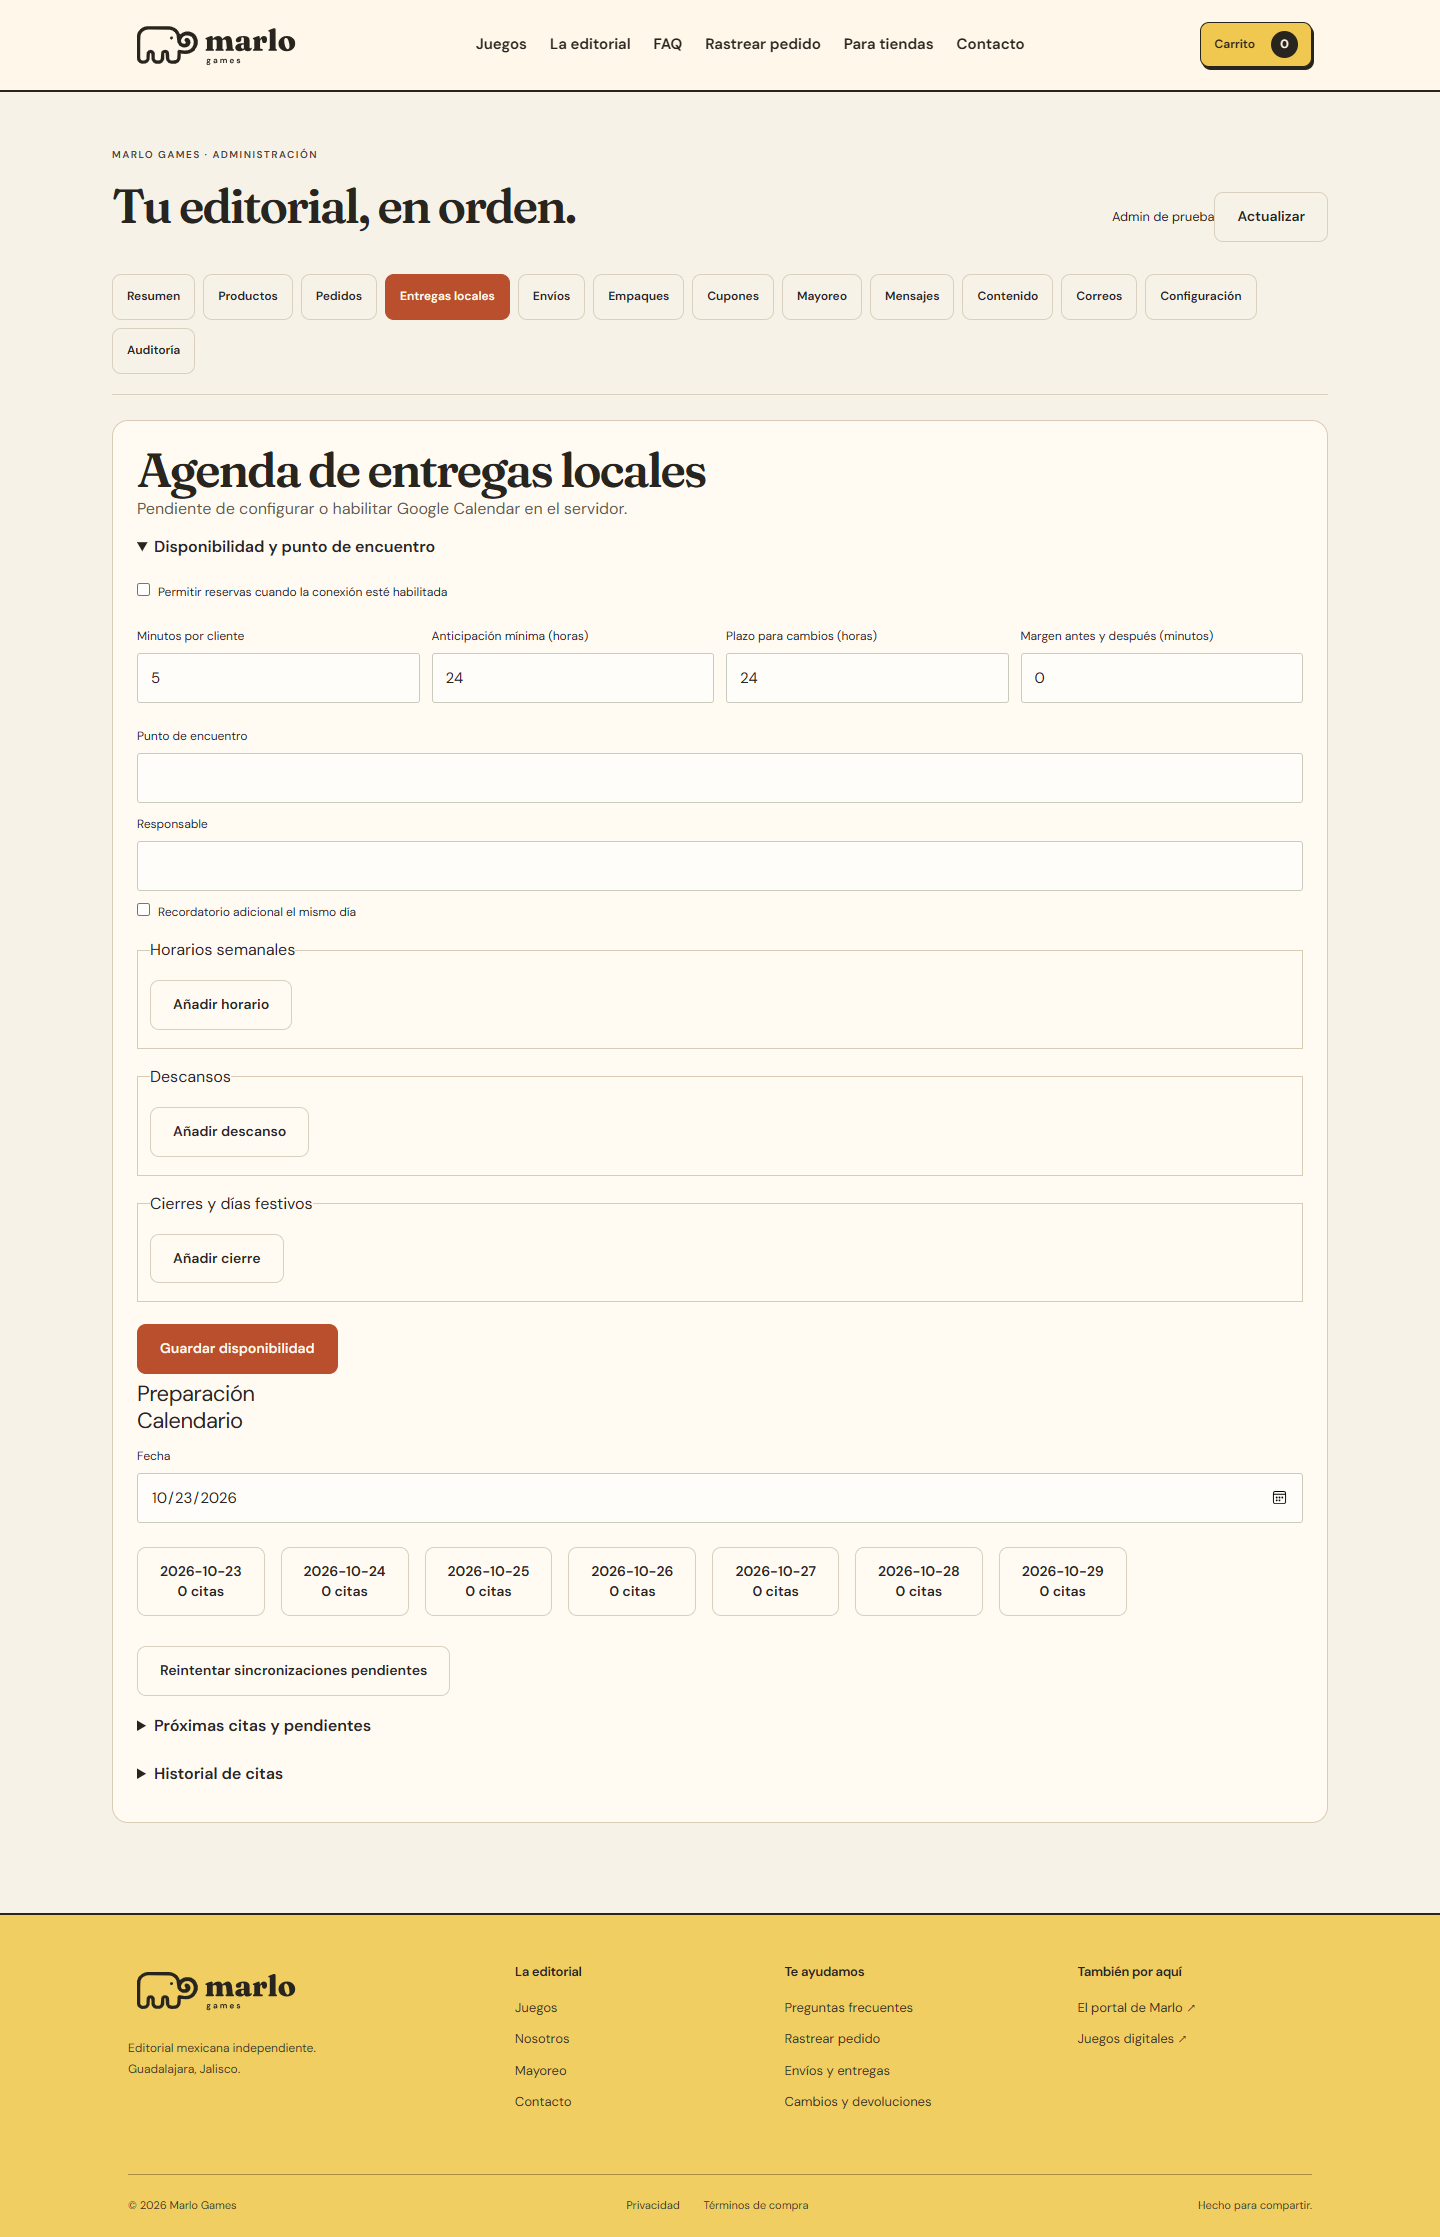 marlo
games
Juegos La editorial FAQ Rastrear pedido Para tiendas Contacto
Carrito 0
MARLO GAMES · ADMINISTRACIÓN
Tu editorial, en orden.
Admin de prueba Actualizar
Resumen Productos Pedidos Entregas locales Envíos Empaques Cupones Mayoreo Mensajes Contenido Correos Configuración
Auditoría
Agenda de entregas locales
Pendiente de configurar o habilitar Google Calendar en el servidor.
▼ Disponibilidad y punto de encuentro
Permitir reservas cuando la conexión esté habilitada
Minutos por cliente Anticipación mínima (horas) Plazo para cambios (horas) Margen antes y después (minutos)
5 24 24 0
Punto de encuentro
Responsable
Recordatorio adicional el mismo día
Horarios semanales
Añadir horario
Descansos
Añadir descanso
Cierres y días festivos
Añadir cierre
Guardar disponibilidad
Preparación
Calendario
Fecha
10/23/2026
2026-10-23 2026-10-24 2026-10-25 2026-10-26 2026-10-27 2026-10-28 2026-10-29
0 citas 0 citas 0 citas 0 citas 0 citas 0 citas 0 citas
Reintentar sincronizaciones pendientes
▶ Próximas citas y pendientes
▶ Historial de citas
marlo
games
Editorial mexicana independiente.
Guadalajara, Jalisco.
La editorial
Juegos
Nosotros
Mayoreo
Contacto
Te ayudamos
Preguntas frecuentes
Rastrear pedido
Envíos y entregas
Cambios y devoluciones
También por aquí
El portal de Marlo ↗
Juegos digitales ↗
© 2026 Marlo Games Privacidad Términos de compra Hecho para compartir.